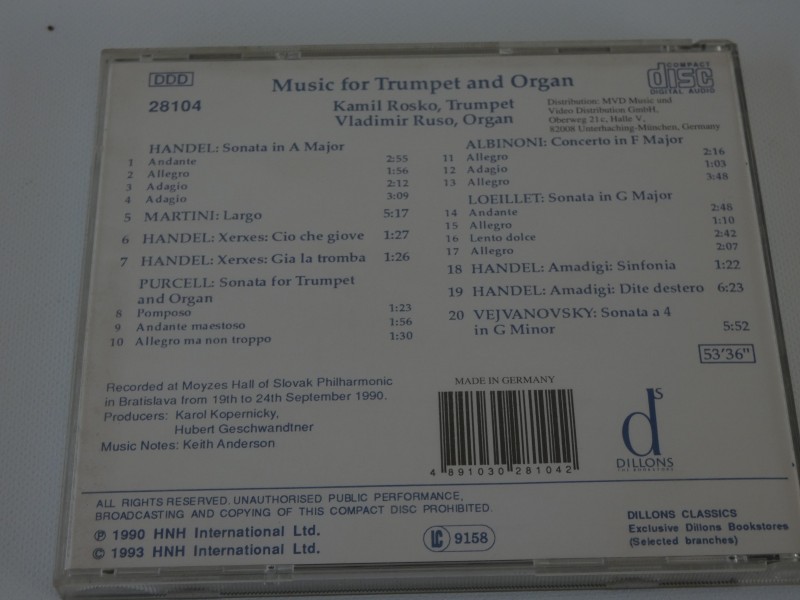 DDD
Music for Trumpet and Organ
COMPACT
disc
DIGITAL AUDIO
28104
Kamil Rosko, Trumpet
Vladimir Ruso, Organ
Distribution: MVD Music and
Video Distribution GmbH,
Oberweg 21c, Halle V,
82008 Unterhaching-München, Germany
HANDEL: Sonata in A Major
1 Andante 2:55
2 Allegro 1:56
3 Adagio 2:12
4 Adagio 3:09
5 MARTINI: Largo 5:17
6 HANDEL: Xerxes: Cio che giove 1:27
7 HANDEL: Xerxes: Gia la tromba 1:26
PURCELL: Sonata for Trumpet
and Organ
8 Pomposo 1:23
9 Andante maestoso 1:56
10 Allegro ma non troppo 1:30
ALBINONI: Concerto in F Major
11 Allegro 2:16
12 Adagio 1:03
13 Allegro 3:48
LOEILLET: Sonata in G Major
14 Andante 2:48
15 Allegro 1:10
16 Lento dolce 2:42
17 Allegro 2:07
18 HANDEL: Amadigi: Sinfonia 1:22
19 HANDEL: Amadigi: Dite destero 6:23
20 VEJVANOVSKY: Sonata a 4
in G Minor 5:52
53'36"
Recorded at Moyzes Hall of Slovak Philharmonic
in Bratislava from 19th to 24th September 1990.
Producers: Karol Kopernicky,
Hubert Geschwandtner
Music Notes: Keith Anderson
MADE IN GERMANY
4 891030 281042
ds
DILLONS
THE BOOKSTORE
ALL RIGHTS RESERVED. UNAUTHORISED PUBLIC PERFORMANCE,
BROADCASTING AND COPYING OF THIS COMPACT DISC PROHIBITED.
℗ 1990 HNH International Ltd.
© 1993 HNH International Ltd.
LC 9158
DILLONS CLASSICS
Exclusive Dillons Bookstores
(Selected branches)